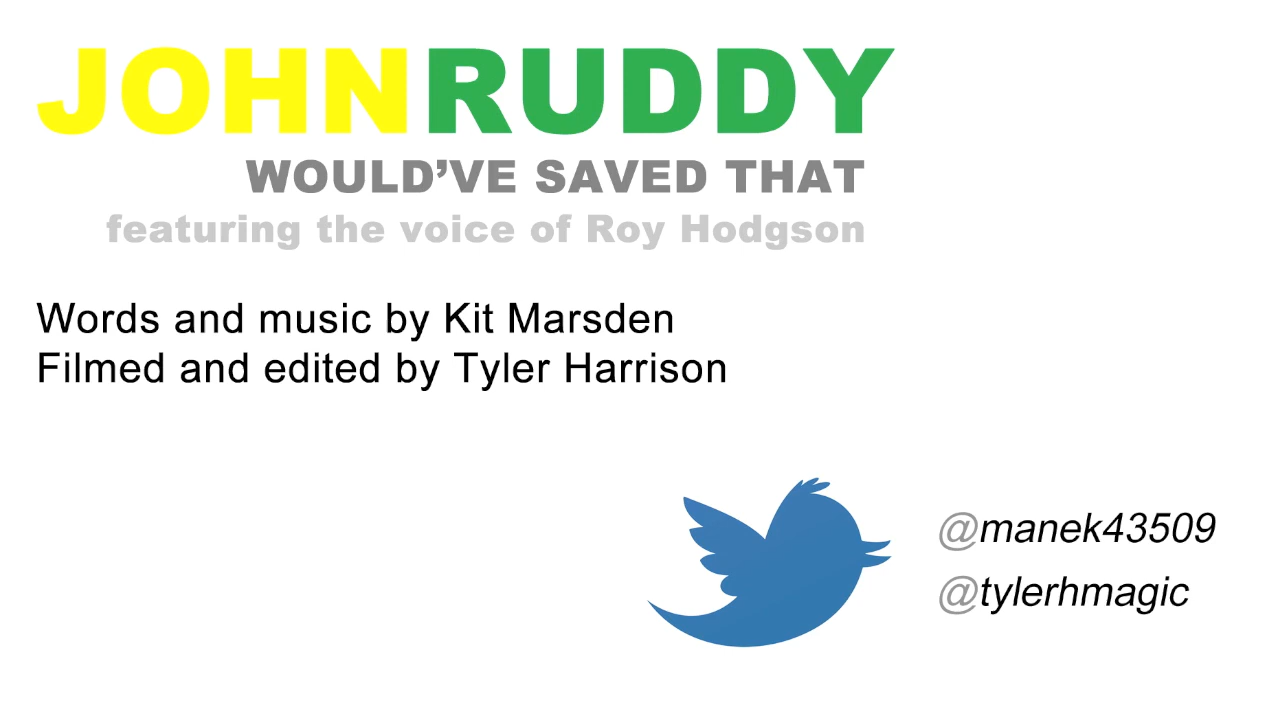 JOHNRUDDY
WOULD’VE SAVED THAT
featuring the voice of Roy Hodgson
Words and music by Kit Marsden
Filmed and edited by Tyler Harrison
@manek43509
@tylerhmagic